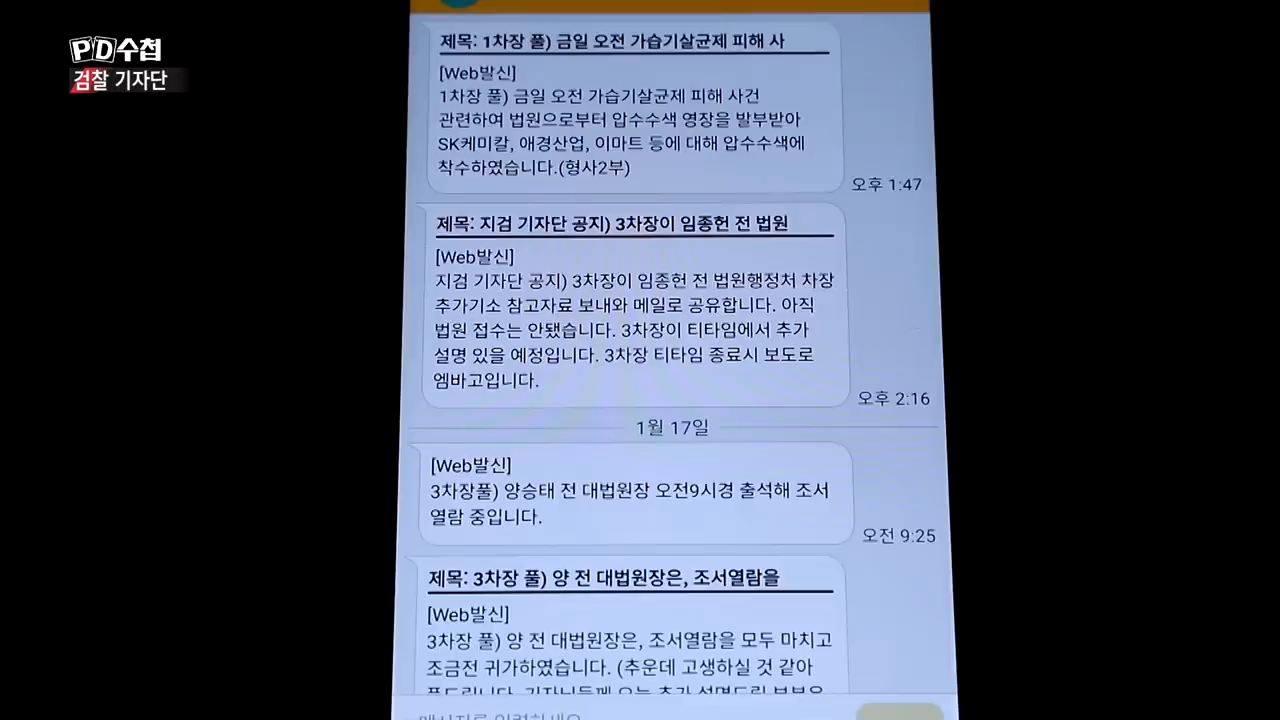 PD수첩
검찰 기자단
제목: 1차장 풀) 금일 오전 가습기살균제 피해 사
[Web발신]
1차장 풀) 금일 오전 가습기살균제 피해 사건
관련하여 법원으로부터 압수수색 영장을 발부받아
SK케미칼, 애경산업, 이마트 등에 대해 압수수색에
착수하였습니다.(형사2부)
오후 1:47
제목: 지검 기자단 공지) 3차장이 임종헌 전 법원
[Web발신]
지검 기자단 공지) 3차장이 임종헌 전 법원행정처 차장
추가기소 참고자료 보내와 메일로 공유합니다. 아직
법원 접수는 안됐습니다. 3차장이 티타임에서 추가
설명 있을 예정입니다. 3차장 티타임 종료시 보도로
엠바고입니다.
오후 2:16
1월 17일
[Web발신]
3차장풀) 양승태 전 대법원장 오전9시경 출석해 조서
열람 중입니다.
오전 9:25
제목: 3차장 풀) 양 전 대법원장은, 조서열람을
[Web발신]
3차장 풀) 양 전 대법원장은, 조서열람을 모두 마치고
조금전 귀가하였습니다. (추운데 고생하실 것 같아